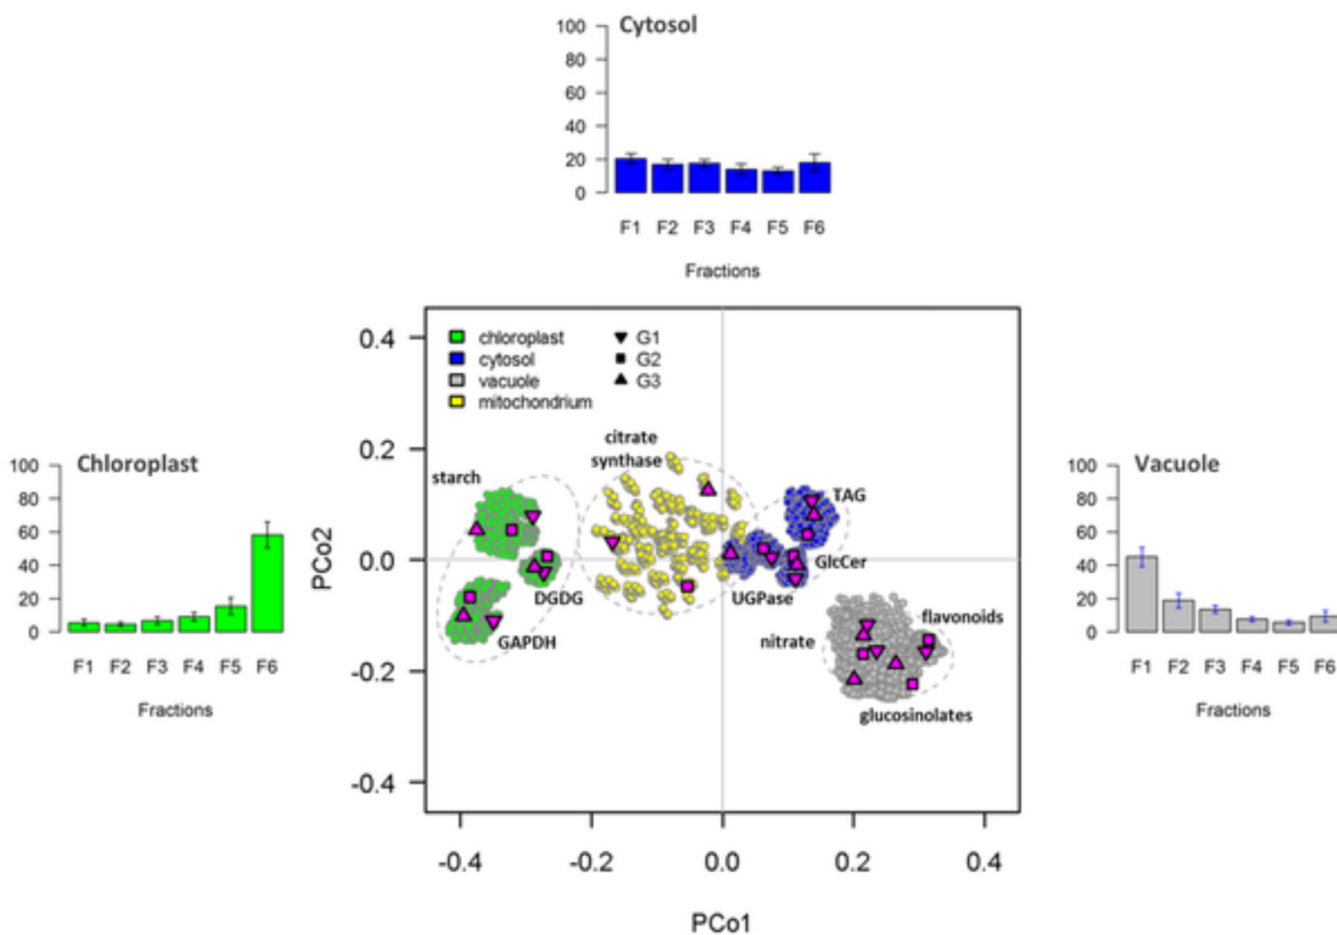 Cytosol
100
80
60
40
20
0
F1 F2 F3 F4 F5 F6
Fractions
Chloroplast
100
80
60
40
20
0
F1 F2 F3 F4 F5 F6
Fractions
PCo2
0.4
0.2
0.0
-0.2
-0.4
chloroplast
cytosol
vacuole
mitochondrium
G1
G2
G3
starch
citrate
synthase
TAG
DGDG
UGPase
GlcCer
GAPDH
nitrate
flavonoids
glucosinolates
-0.4 -0.2 0.0 0.2 0.4
PCo1
Vacuole
100
80
60
40
20
0
F1 F2 F3 F4 F5 F6
Fractions